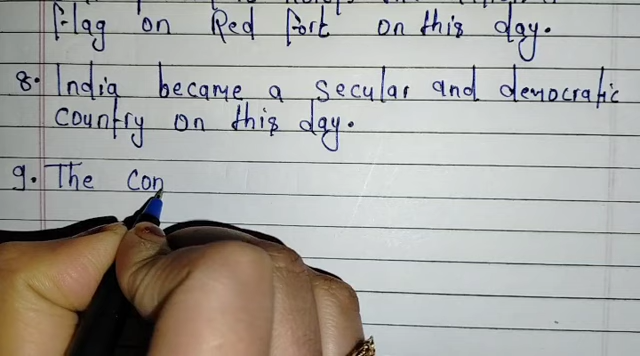 Flag on Red Fort on this day.
8. India became a secular and democratic
country on this day.
9. The Con